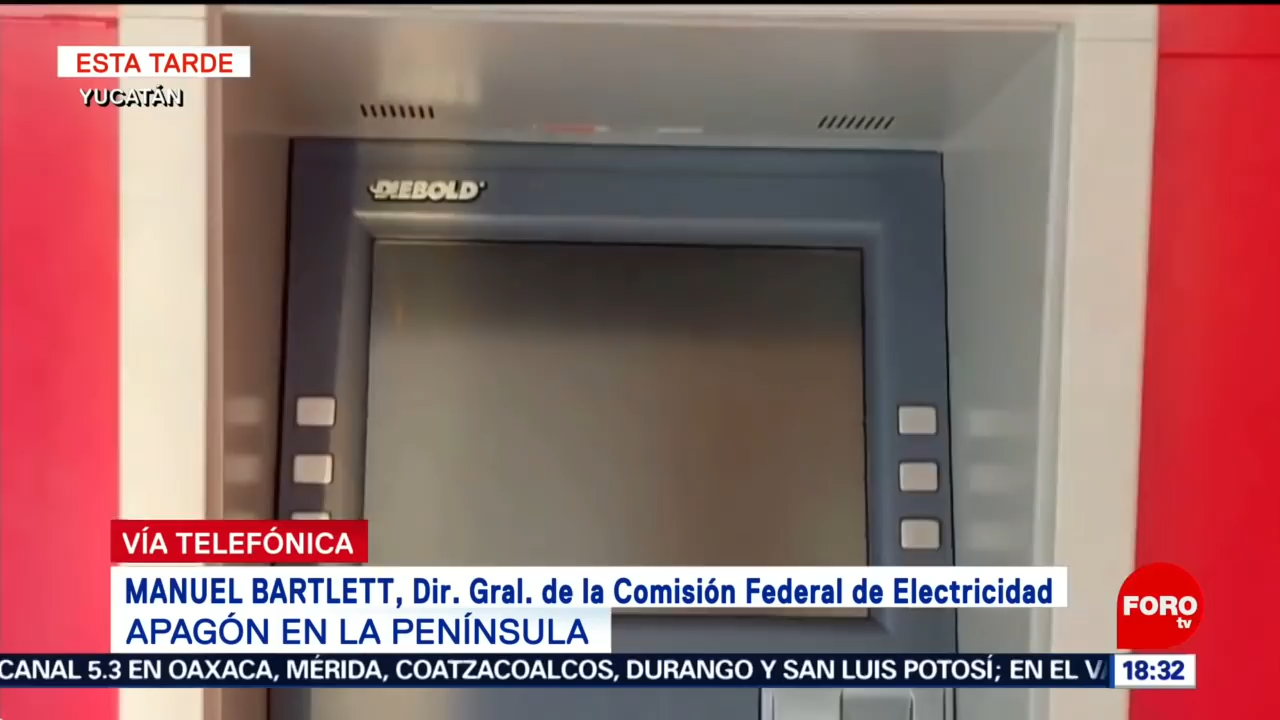 ESTA TARDE
YUCATÁN
DIEBOLD
VÍA TELEFÓNICA
MANUEL BARTLETT, Dir. Gral. de la Comisión Federal de Electricidad
APAGÓN EN LA PENÍNSULA
FORO
tv
CANAL 5.3 EN OAXACA, MÉRIDA, COATZACOALCOS, DURANGO Y SAN LUIS POTOSÍ; EN EL
18:32